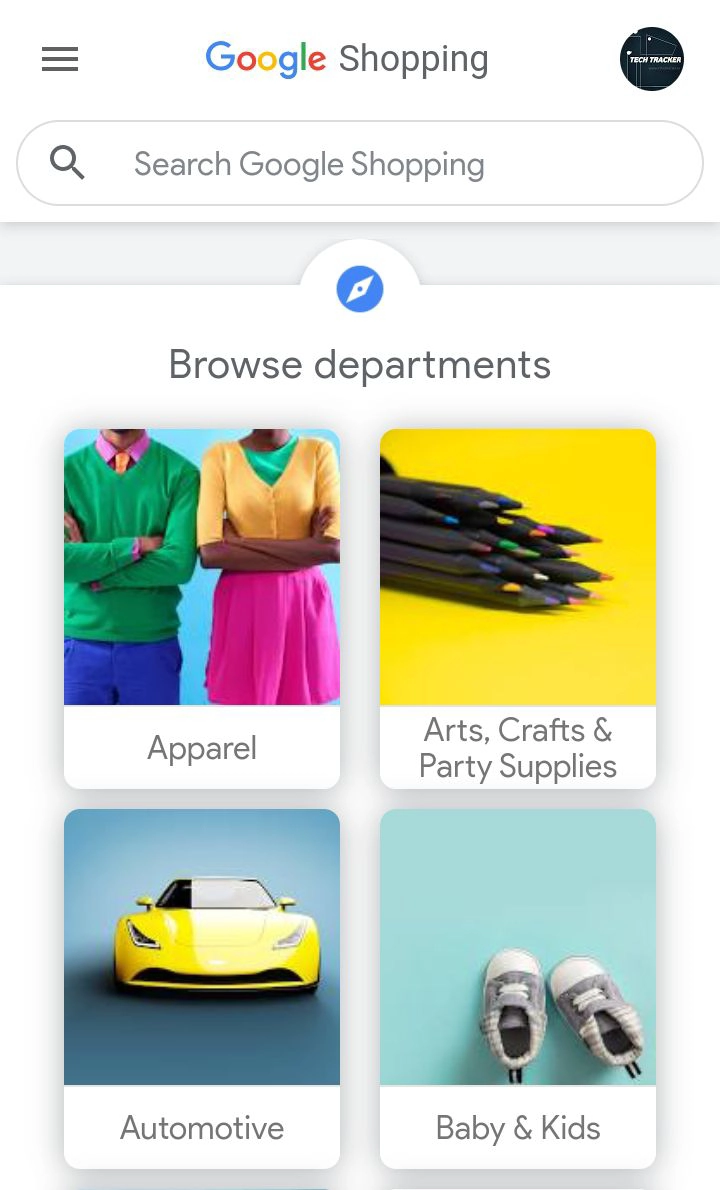 Google Shopping
TECH TRACKER
Search Google Shopping
Browse departments
Apparel
Arts, Crafts &
Party Supplies
Automotive
Baby & Kids